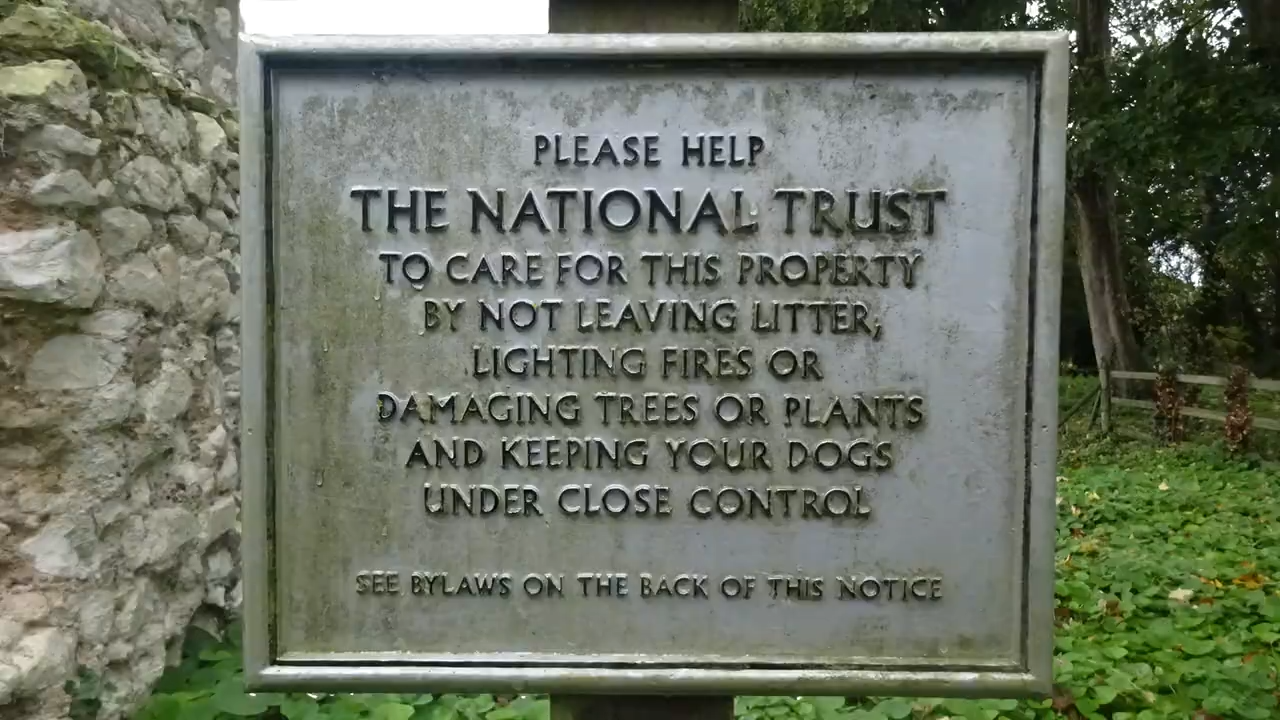 PLEASE HELP
THE NATIONAL TRUST
TO CARE FOR THIS PROPERTY
BY NOT LEAVING LITTER,
LIGHTING FIRES OR
DAMAGING TREES OR PLANTS
AND KEEPING YOUR DOGS
UNDER CLOSE CONTROL
SEE BYLAWS ON THE BACK OF THIS NOTICE